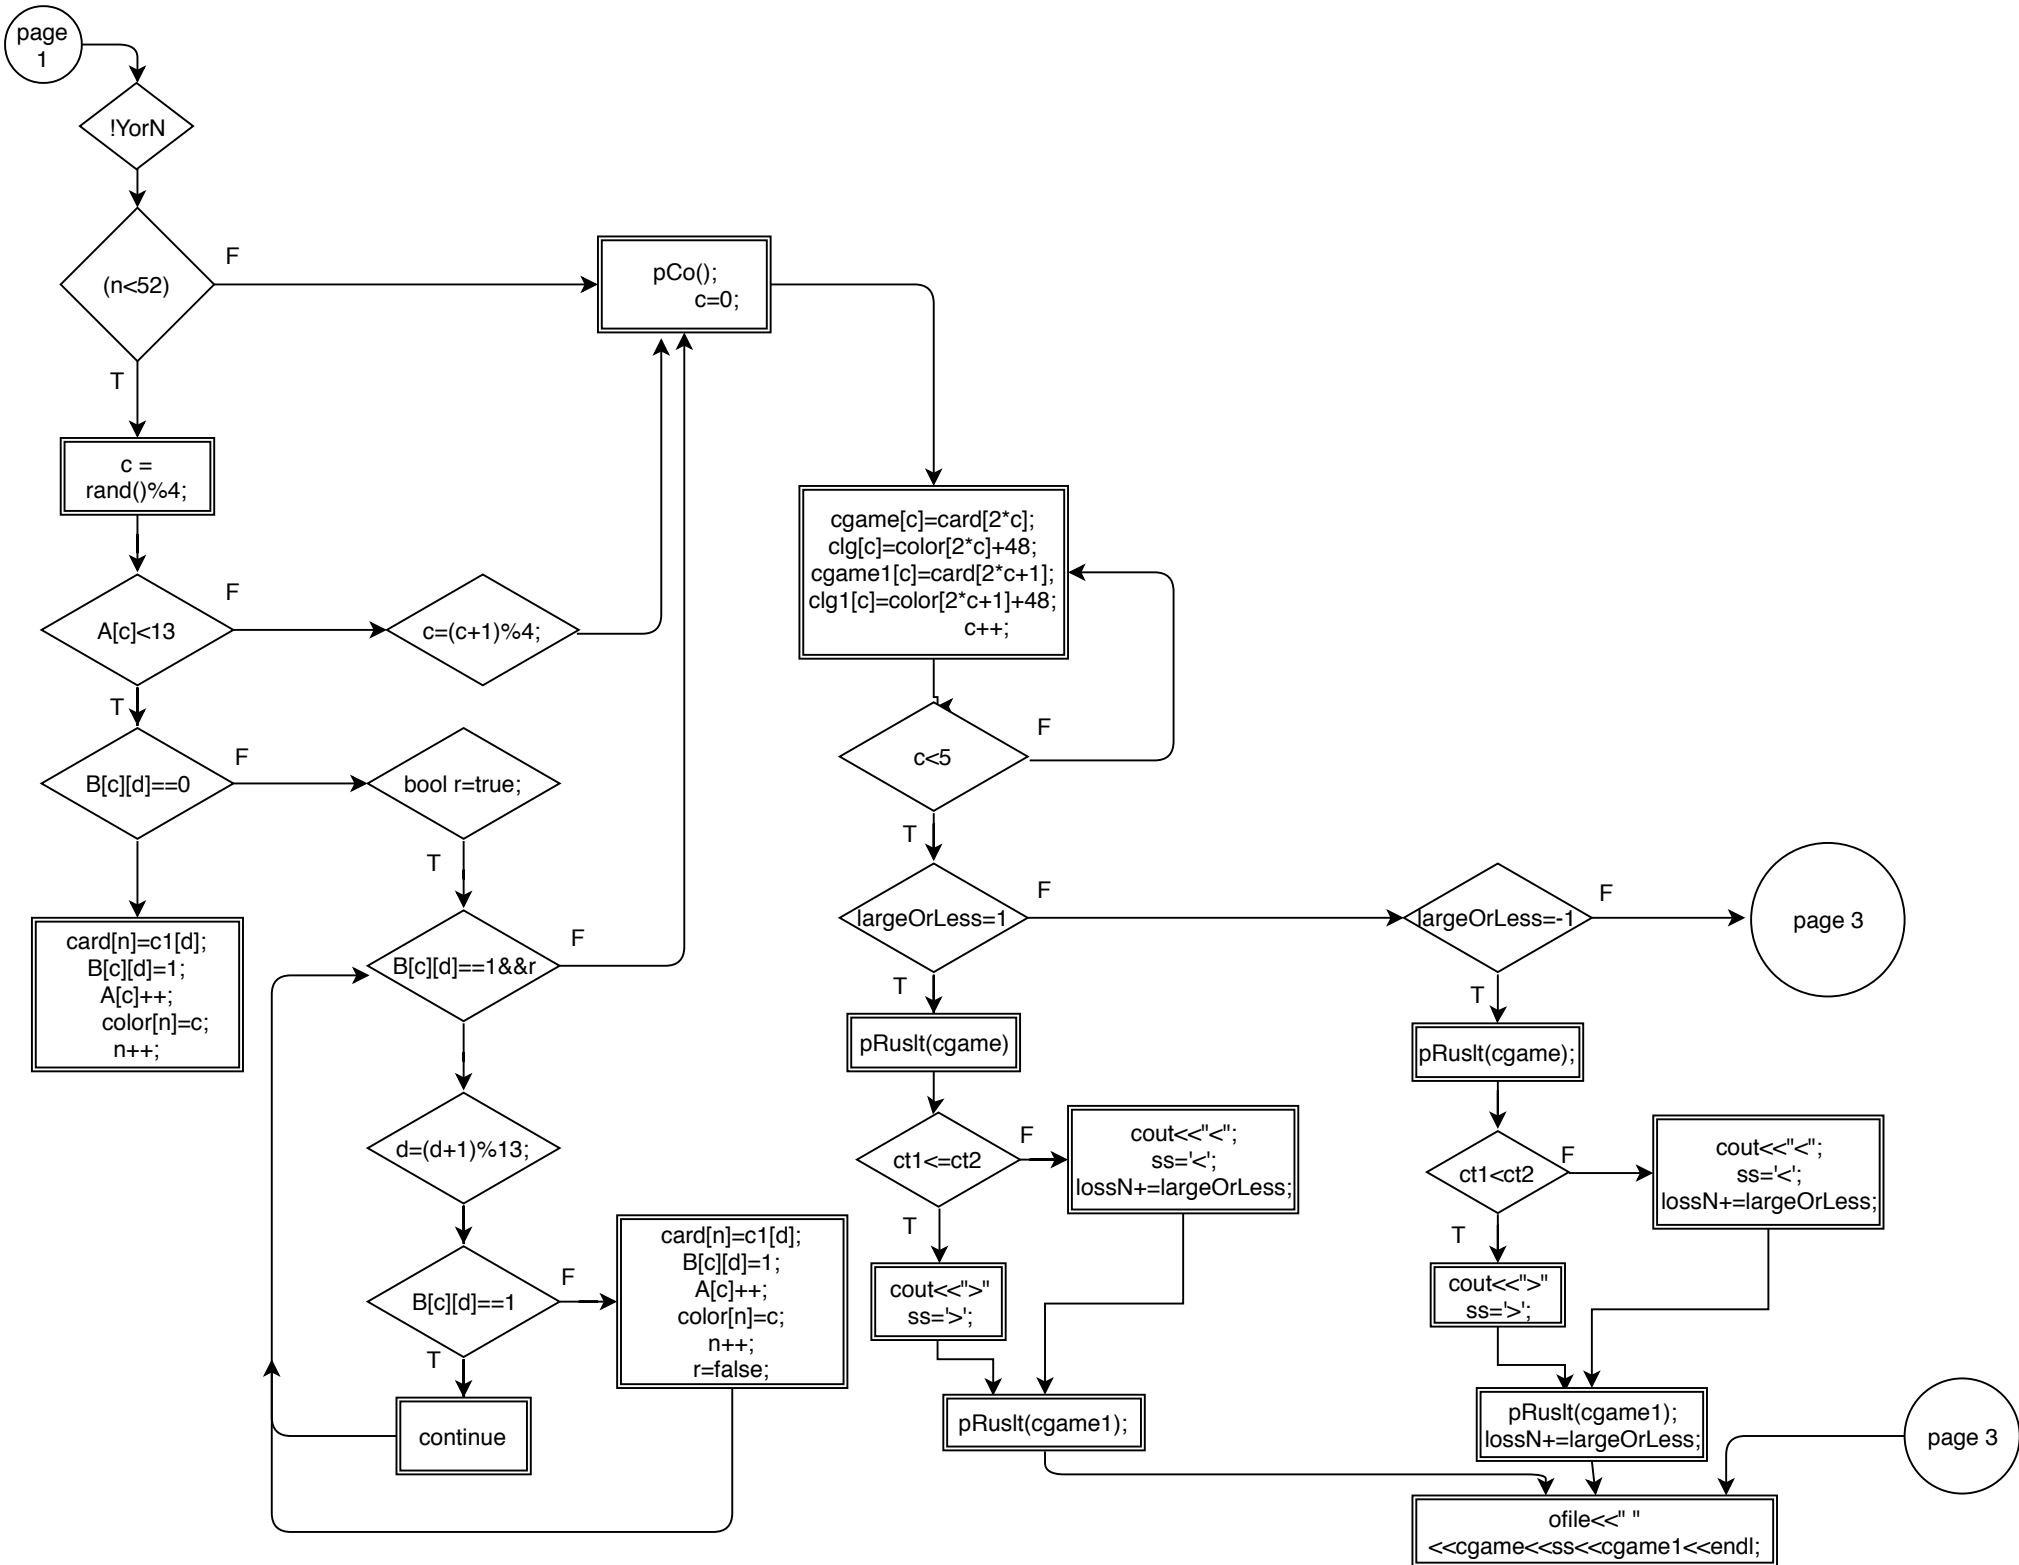 page
1
!YorN
(n<52)
F
T
pCo();
c=0;
c =
rand()%4;
A[c]<13
F
T
c=(c+1)%4;
B[c][d]==0
F
bool r=true;
T
card[n]=c1[d];
B[c][d]=1;
A[c]++;
color[n]=c;
n++;
B[c][d]==1&&r
F
d=(d+1)%13;
B[c][d]==1
F
T
card[n]=c1[d];
B[c][d]=1;
A[c]++;
color[n]=c;
n++;
r=false;
continue
cgame[c]=card[2*c];
clg[c]=color[2*c]+48;
cgame1[c]=card[2*c+1];
clg1[c]=color[2*c+1]+48;
c++;
c<5
F
T
largeOrLess=1
F
T
pRuslt(cgame)
ct1<=ct2
F
T
cout<<"<";
ss='<';
lossN+=largeOrLess;
cout<<">"
ss='>';
pRuslt(cgame1);
largeOrLess=-1
F
T
page 3
pRuslt(cgame);
ct1<ct2
F
T
cout<<"<";
ss='<';
lossN+=largeOrLess;
cout<<">"
ss='>';
pRuslt(cgame1);
lossN+=largeOrLess;
page 3
ofile<<" "
<<cgame<<ss<<cgame1<<endl;